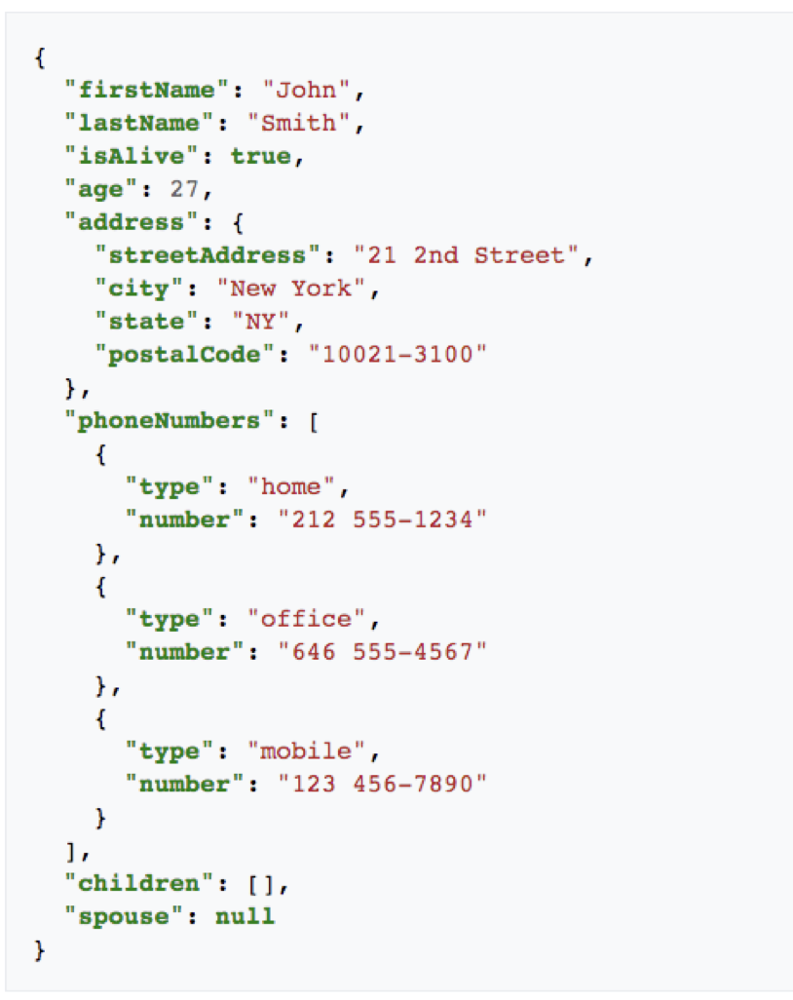 {
  "firstName": "John",
  "lastName": "Smith",
  "isAlive": true,
  "age": 27,
  "address": {
    "streetAddress": "21 2nd Street",
    "city": "New York",
    "state": "NY",
    "postalCode": "10021-3100"
  },
  "phoneNumbers": [
    {
      "type": "home",
      "number": "212 555-1234"
    },
    {
      "type": "office",
      "number": "646 555-4567"
    },
    {
      "type": "mobile",
      "number": "123 456-7890"
    }
  ],
  "children": [],
  "spouse": null
}